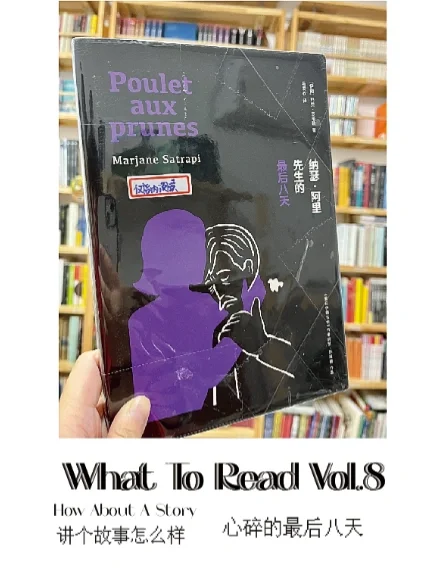 Poulet
aux
prunes
Marjane Satrapi
纳瑟·阿里
先生的
最后八天
What To Read Vol.8
How About A Story
讲个故事怎么样
心碎的最后八天